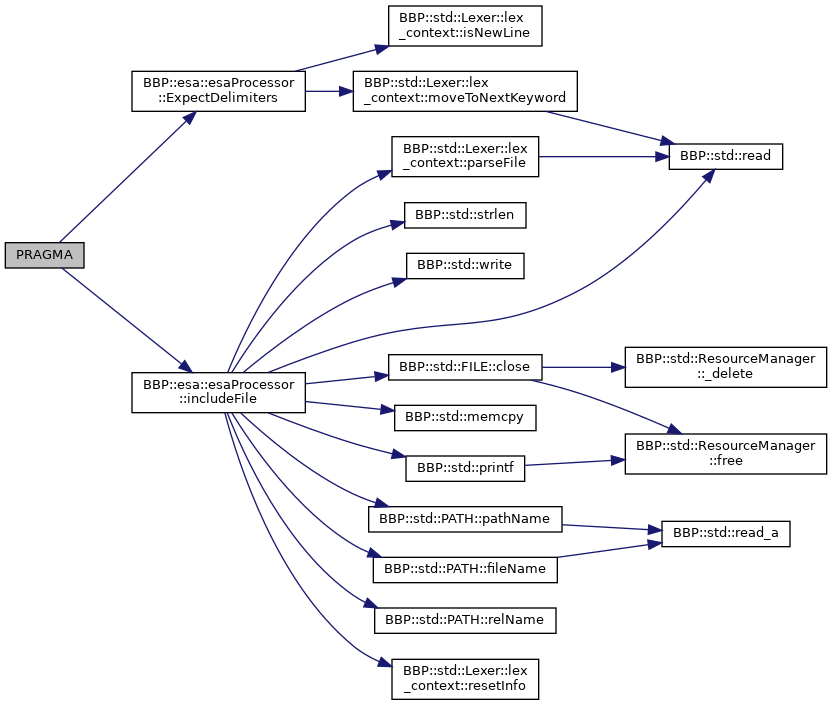 BBP::std::Lexer::lex
_context::isNewLine
BBP::esa::esaProcessor
::ExpectDelimiters
BBP::std::Lexer::lex
_context::moveToNextKeyword
BBP::std::Lexer::lex
_context::parseFile
BBP::std::read
BBP::std::strlen
PRAGMA
BBP::std::write
BBP::esa::esaProcessor
::includeFile
BBP::std::FILE::close
BBP::std::ResourceManager
::_delete
BBP::std::memcpy
BBP::std::printf
BBP::std::ResourceManager
::free
BBP::std::PATH::pathName
BBP::std::read_a
BBP::std::PATH::fileName
BBP::std::PATH::relName
BBP::std::Lexer::lex
_context::resetInfo